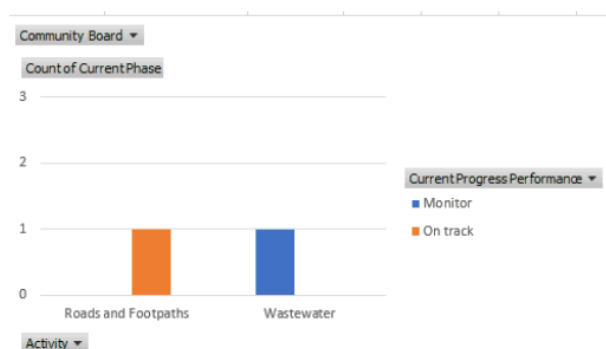 Community Board
Count of Current Phase
3
2
1
0
Roads and Footpaths
Wastewater
Activity
Current Progress Performance
Monitor
On track